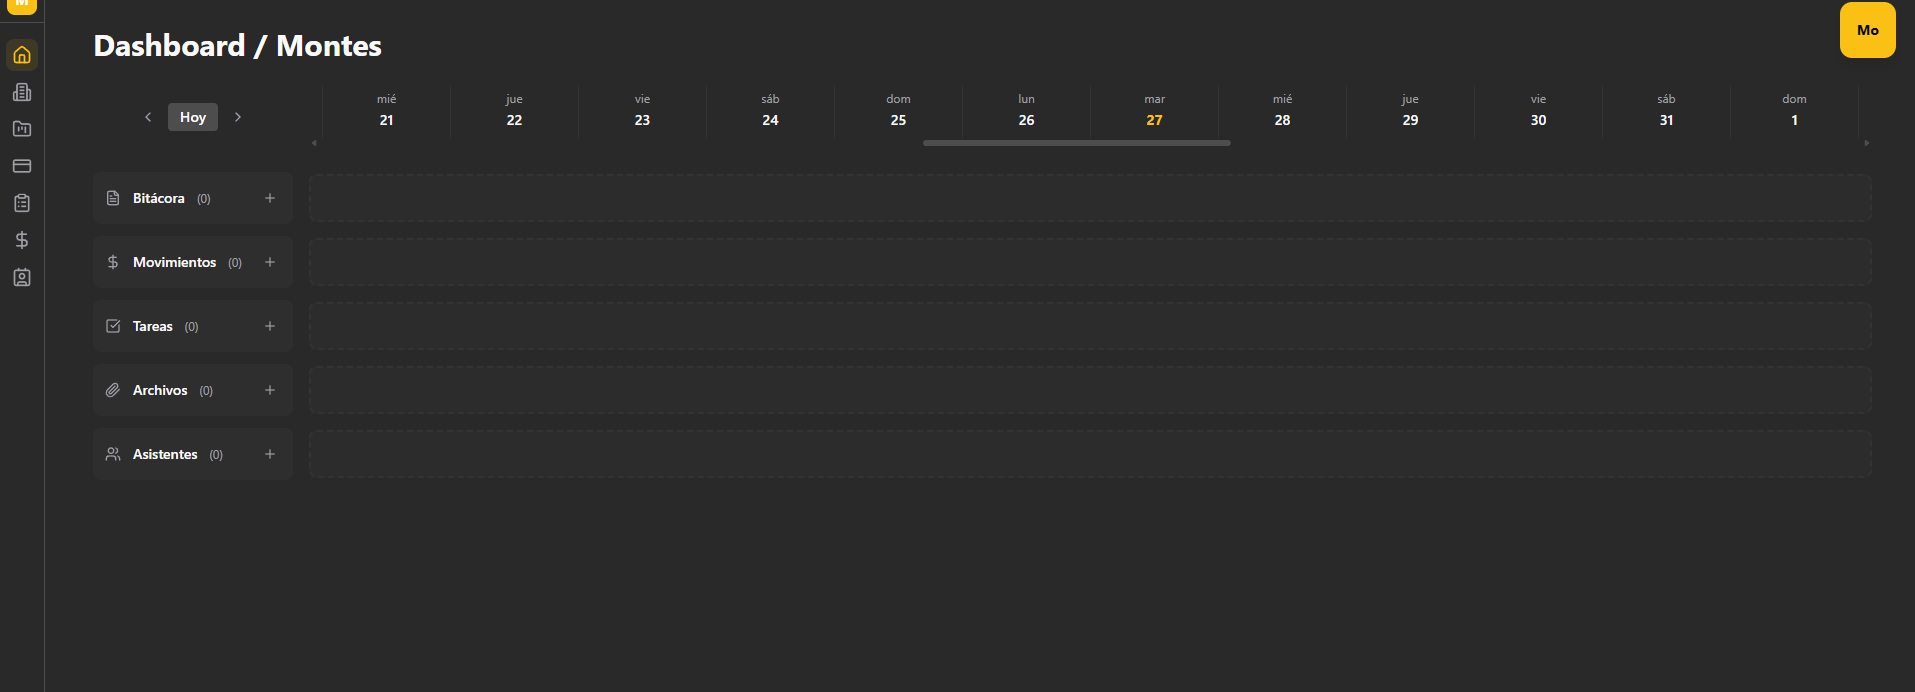 M
Dashboard / Montes
Mo
Hoy
mié jue vie sáb dom lun mar mié jue vie sáb dom
21 22 23 24 25 26 27 28 29 30 31 1
Bitácora (0)
Movimientos (0)
Tareas (0)
Archivos (0)
Asistentes (0)